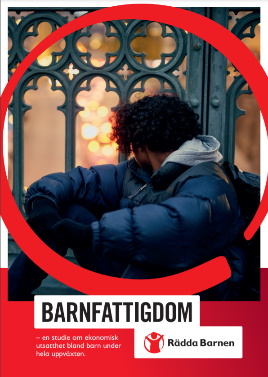 BARNFATTIGDOM
– en studie om ekonomisk
utsatthet bland barn under
hela uppväxten.
Rädda Barnen